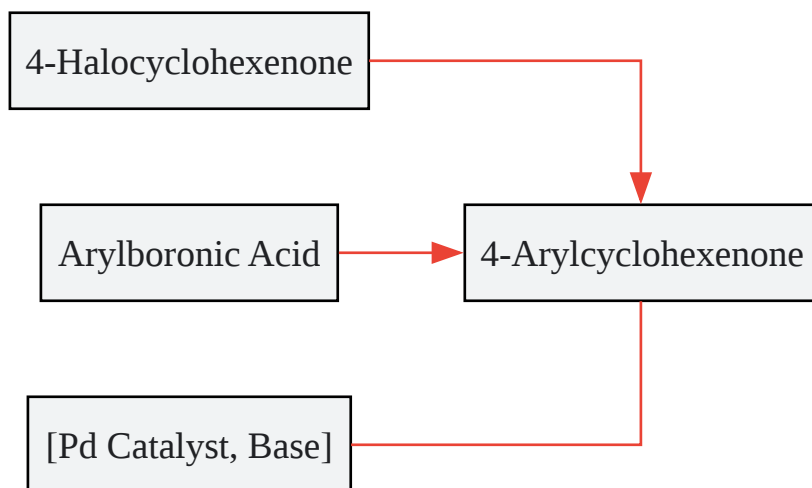 4-Halocyclohexenone
Arylboronic Acid
4-Arylcyclohexenone
[Pd Catalyst, Base]